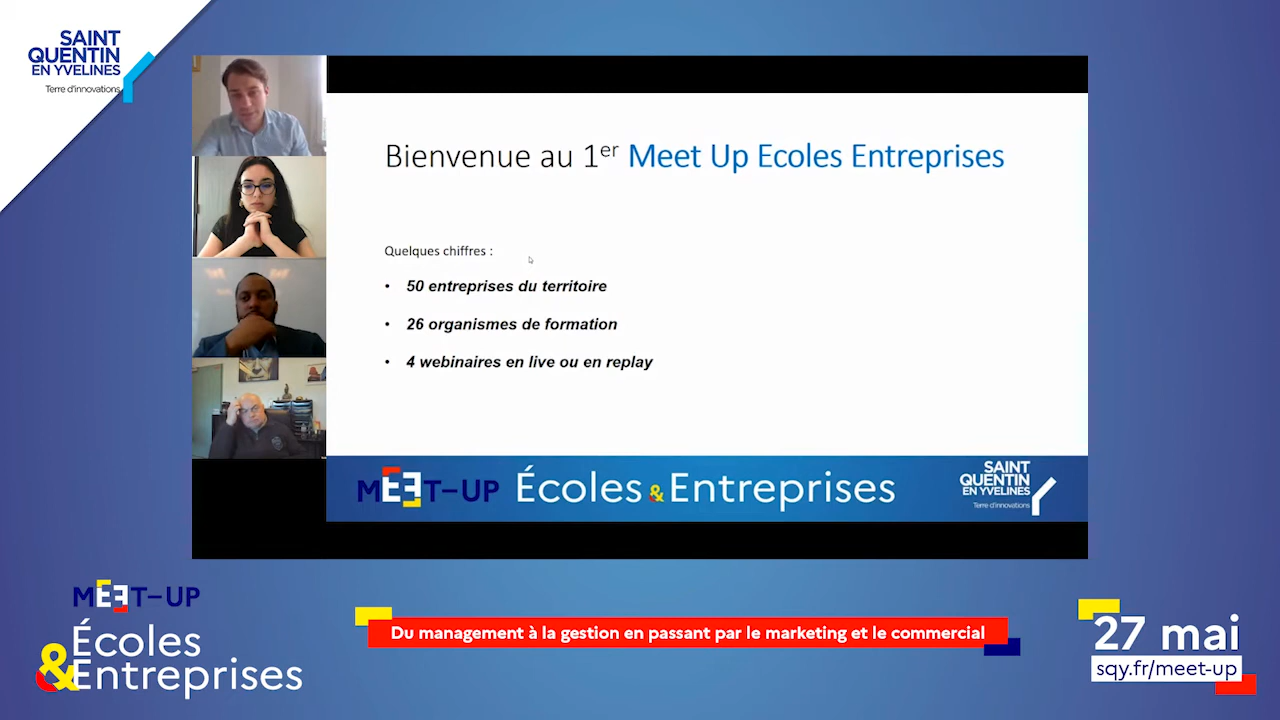 SAINT
QUENTIN
EN YVELINES
Terre d'innovations
Bienvenue au 1er Meet Up Ecoles Entreprises
Quelques chiffres :
• 50 entreprises du territoire
• 26 organismes de formation
• 4 webinaires en live ou en replay
MEET-UP Écoles & Entreprises
SAINT
QUENTIN
EN YVELINES
Terre d'innovations
MEET-UP
Écoles
&Entreprises
Du management à la gestion en passant par le marketing et le commercial
27 mai
sqy.fr/meet-up